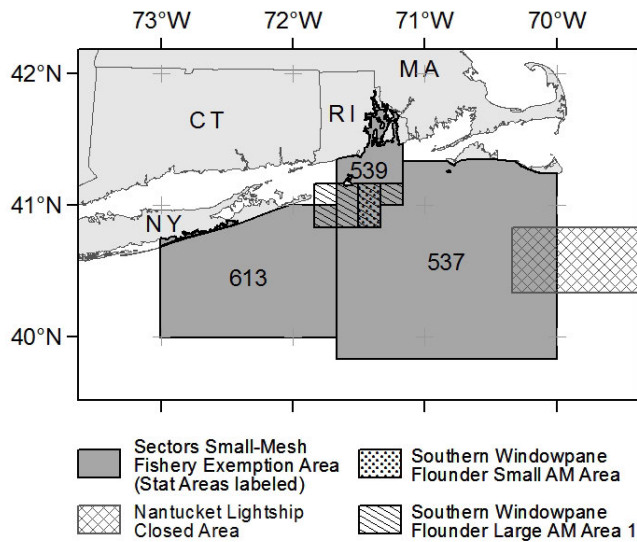 73°W 72°W 71°W 70°W
42°N
MA
CT
RI
539
41°N
NY
613
537
40°N
Sectors Small-Mesh
Fishery Exemption Area
(Stat Areas labeled)
Nantucket Lightship
Closed Area
Southern Windowpane
Flounder Small AM Area
Southern Windowpane
Flounder Large AM Area 1